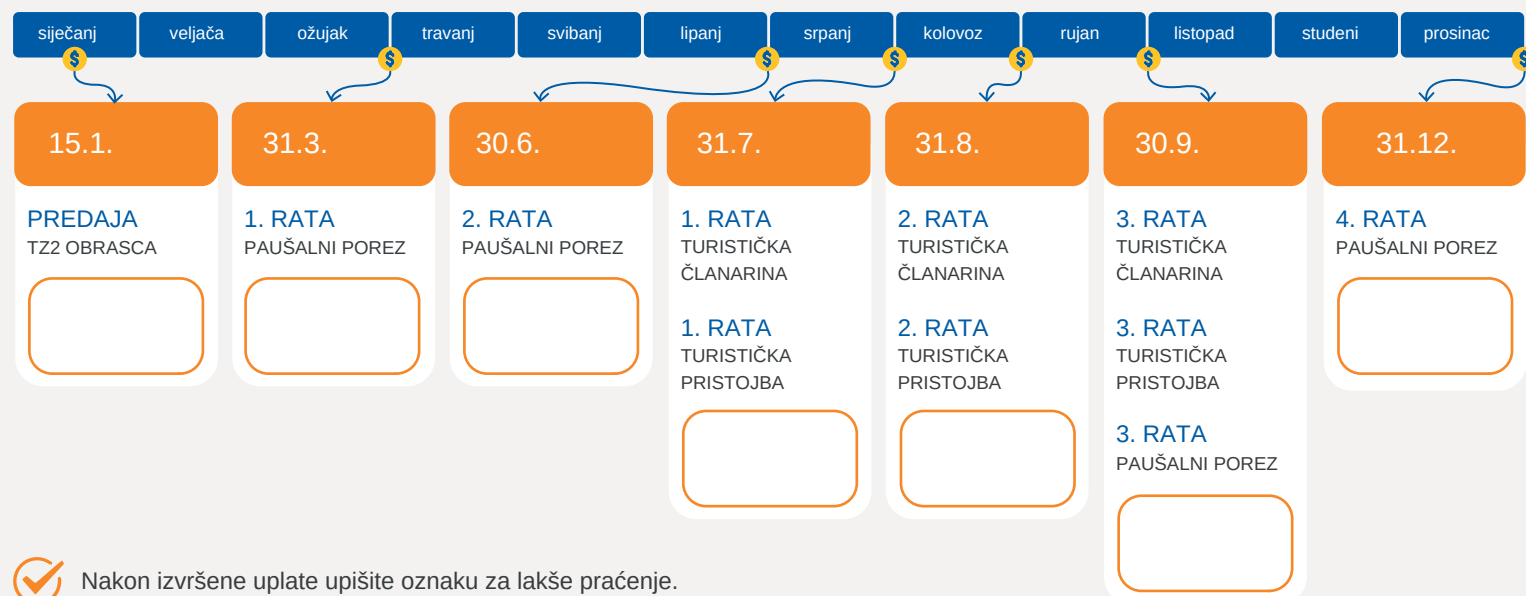 siječanj
veljača
ožujak
travanj
svibanj
lipanj
srpanj
kolovoz
rujan
listopad
studeni
prosinac
$
$
$
$
$
$
$
15.1.
PREDAJA
TZ2 OBRASCA
31.3.
1. RATA
PAUŠALNI POREZ
30.6.
2. RATA
PAUŠALNI POREZ
31.7.
1. RATA
TURISTIČKA
ČLANARINA
1. RATA
TURISTIČKA
PRISTOJBA
31.8.
2. RATA
TURISTIČKA
ČLANARINA
2. RATA
TURISTIČKA
PRISTOJBA
30.9.
3. RATA
TURISTIČKA
ČLANARINA
3. RATA
TURISTIČKA
PRISTOJBA
3. RATA
PAUŠALNI POREZ
31.12.
4. RATA
PAUŠALNI POREZ
Nakon izvršene uplate upišite oznaku za lakše praćenje.